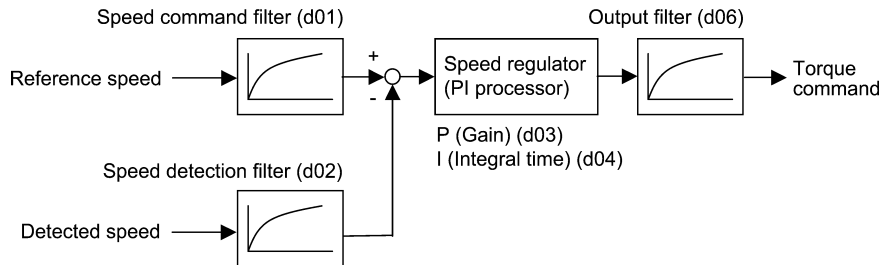 Speed command filter (d01)
Output filter (d06)
Reference speed
+
-
Speed regulator
(PI processor)
Torque
command
P (Gain) (d03)
I (Integral time) (d04)
Speed detection filter (d02)
Detected speed